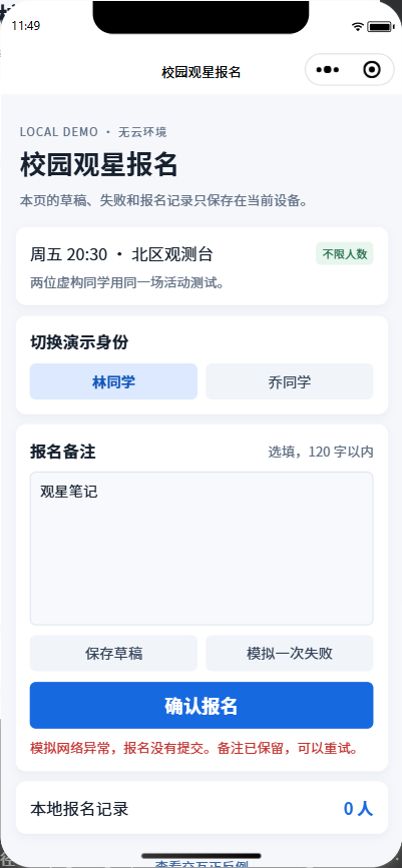 11:49
校园观星报名
LOCAL DEMO · 无云环境
校园观星报名
本页的草稿、失败和报名记录只保存在当前设备。
周五 20:30 · 北区观测台
不限人数
两位虚构同学用同一场活动测试。
切换演示身份
林同学
乔同学
报名备注
选填，120 字以内
观星笔记
保存草稿
模拟一次失败
确认报名
模拟网络异常，报名没有提交。备注已保留，可以重试。
本地报名记录
0 人
查看交互正反例